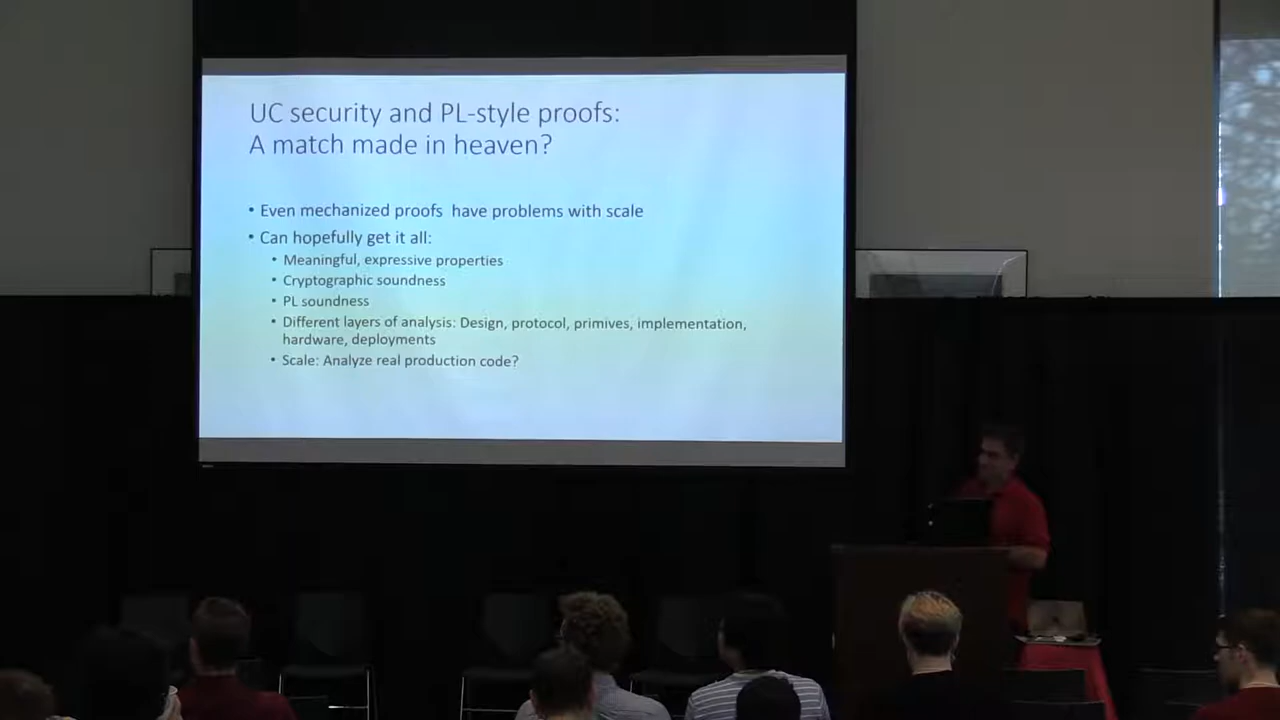 UC security and PL-style proofs:
A match made in heaven?
• Even mechanized proofs have problems with scale
• Can hopefully get it all:
• Meaningful, expressive properties
• Cryptographic soundness
• PL soundness
• Different layers of analysis: Design, protocol, primives, implementation,
hardware, deployments
• Scale: Analyze real production code?